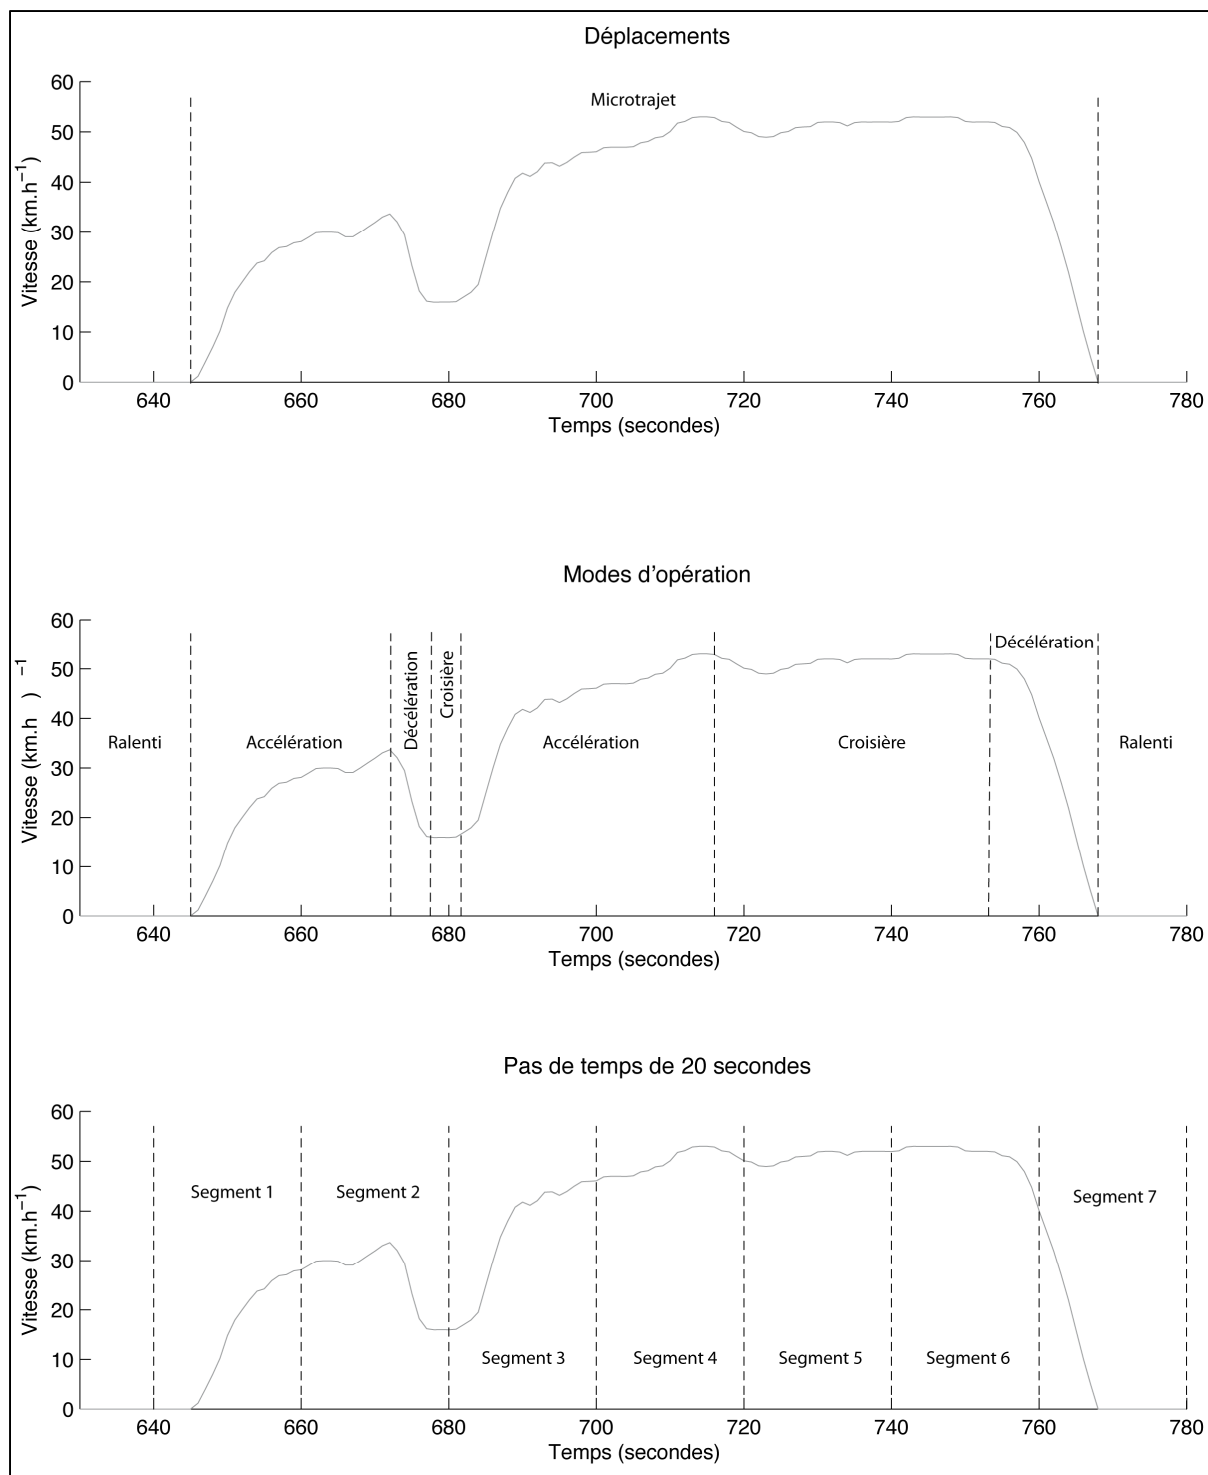 Déplacements
60
Microtrajet
50
40
30
20
10
0
Vitesse (km.h⁻¹)
640 660 680 700 720 740 760 780
Temps (secondes)
Modes d’opération
60
Décélération
50
40
30
20
10
0
Vitesse (km.h ) ⁻¹
Ralenti Accélération Décélération Croisière Accélération Croisière Ralenti
640 660 680 700 720 740 760 780
Temps (secondes)
Pas de temps de 20 secondes
60
50
40
30
20
10
0
Vitesse (km.h⁻¹)
Segment 1 Segment 2 Segment 7
Segment 3 Segment 4 Segment 5 Segment 6
640 660 680 700 720 740 760 780
Temps (secondes)